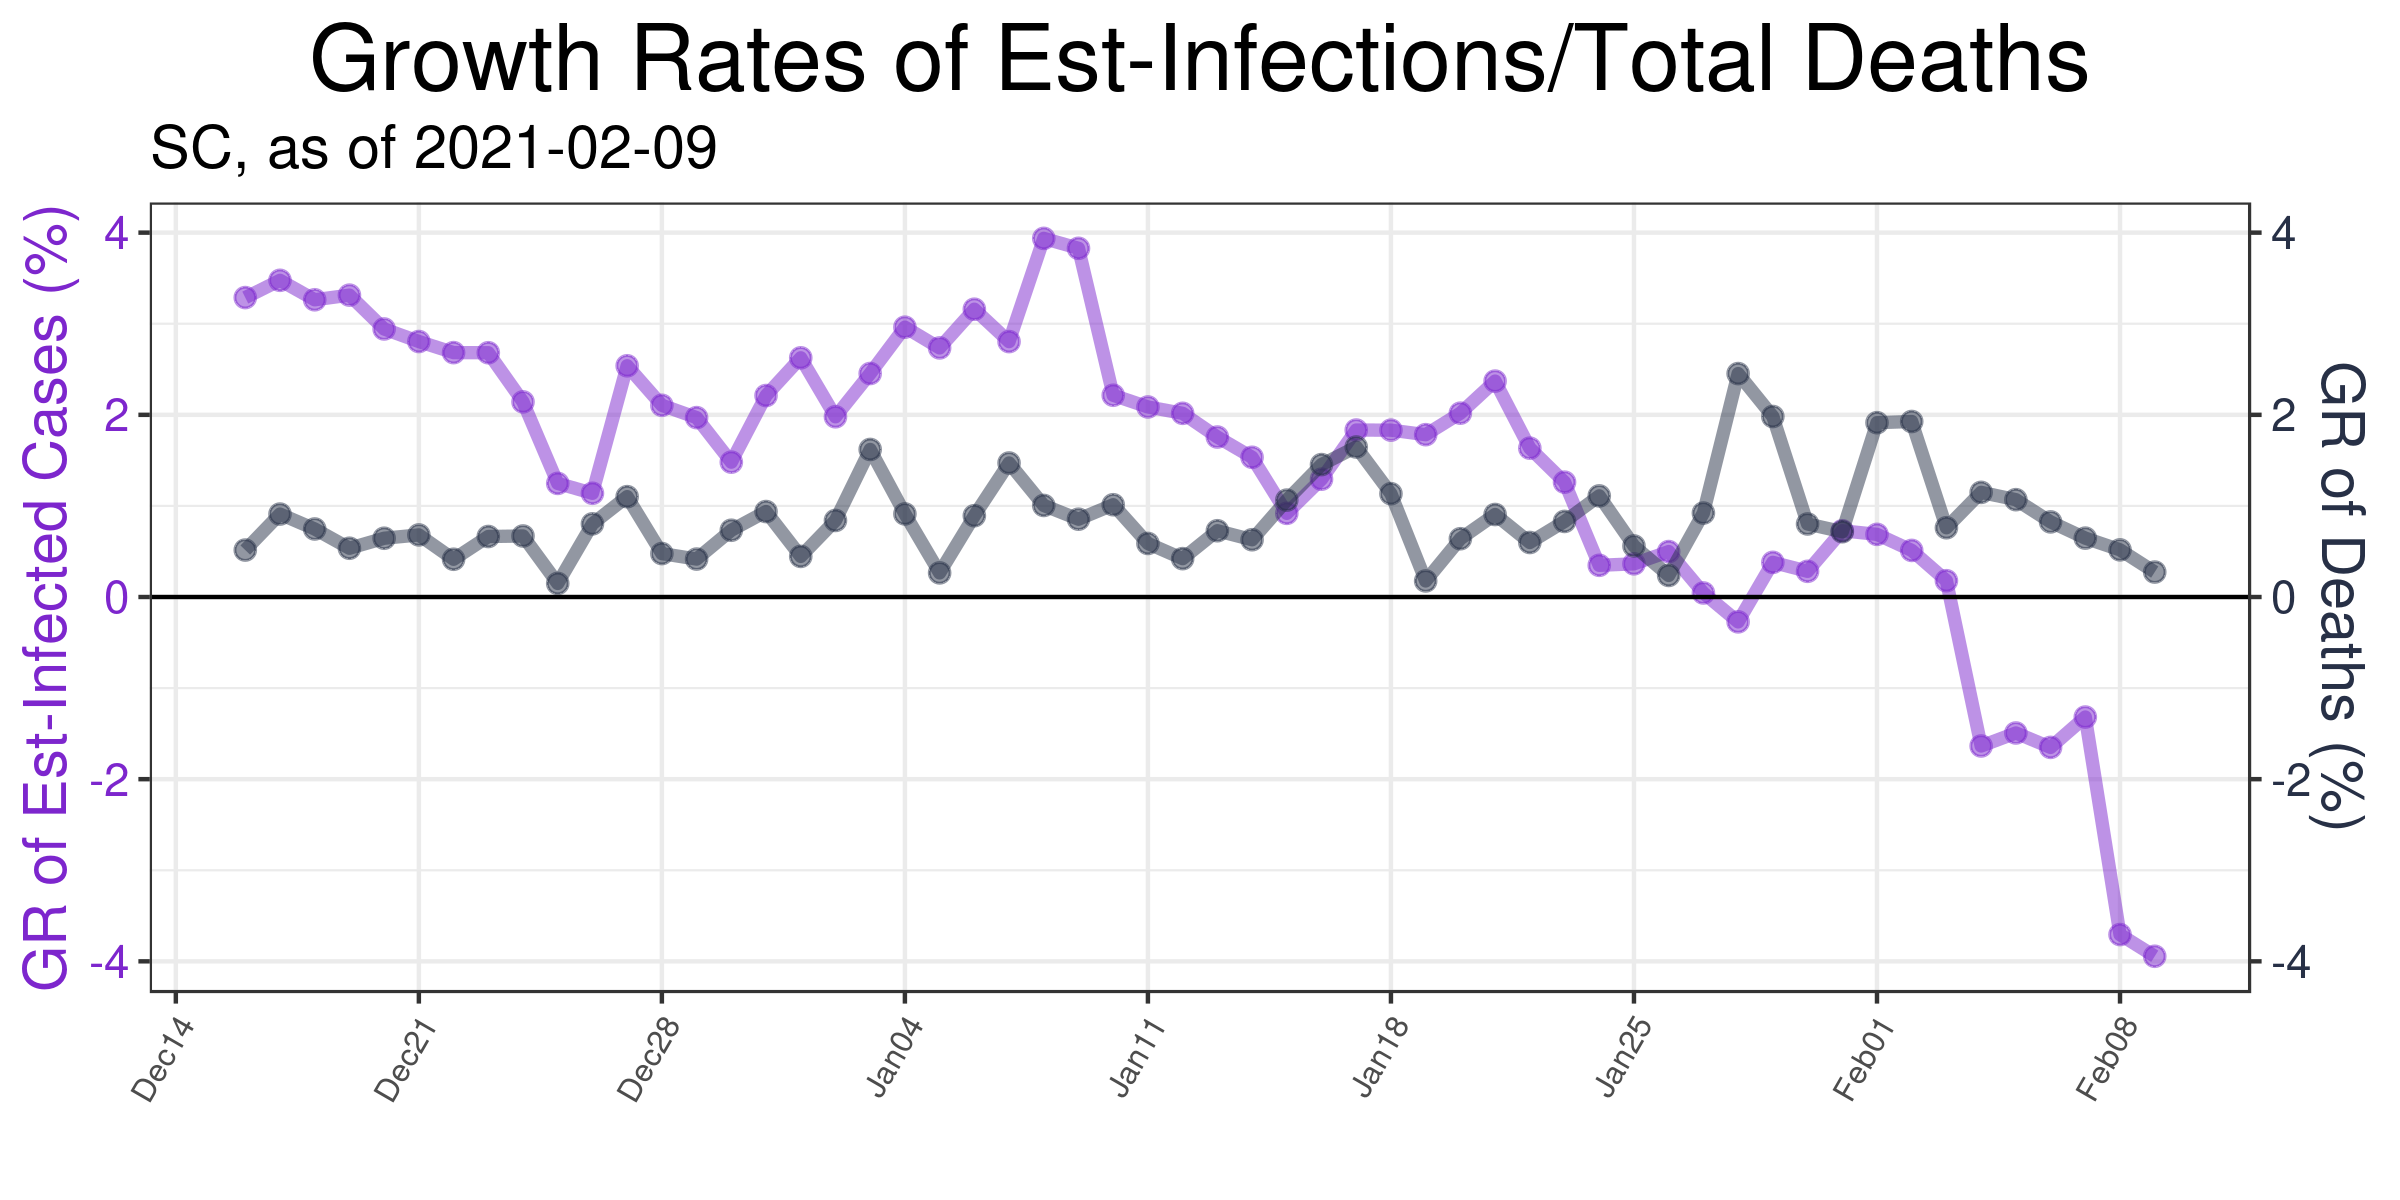 Growth Rates of Est-Infections/Total Deaths
SC, as of 2021-02-09
GR of Est-Infected Cases (%)
4
2
0
-2
-4
4
2
0
-2
-4
GR of Deaths (%)
Dec14
Dec21
Dec28
Jan04
Jan11
Jan18
Jan25
Feb01
Feb08